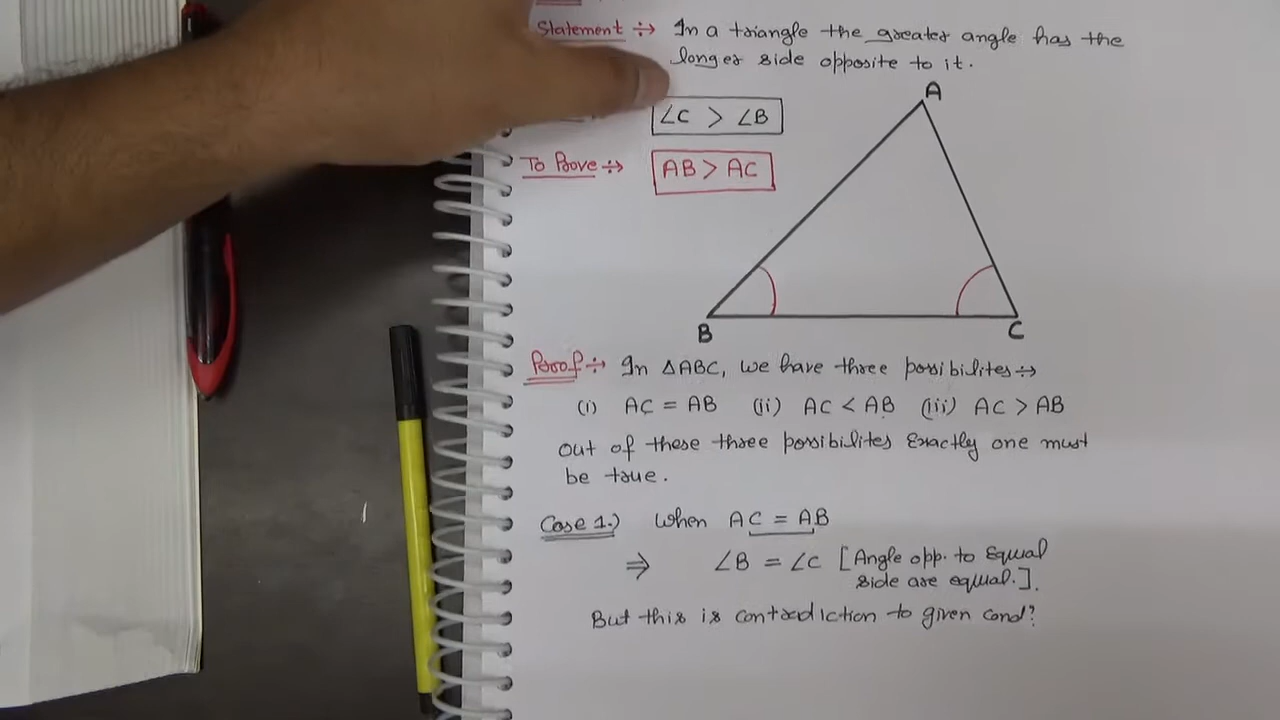 Statement ÷> In a triangle the greater angle has the
longer side opposite to it.
∠C > ∠B
To Prove ÷> AB > AC
A
B
C
Proof ÷> In ΔABC, we have three possibilites ÷>
(i) AC = AB (ii) AC < AB (iii) AC > AB
out of these three possibilites Exactly one must
be true.
Case 1.) When AC = AB
⇒ ∠B = ∠C [Angle opp. to Equal
side are equal.].
But this is contradiction to given condⁿ.